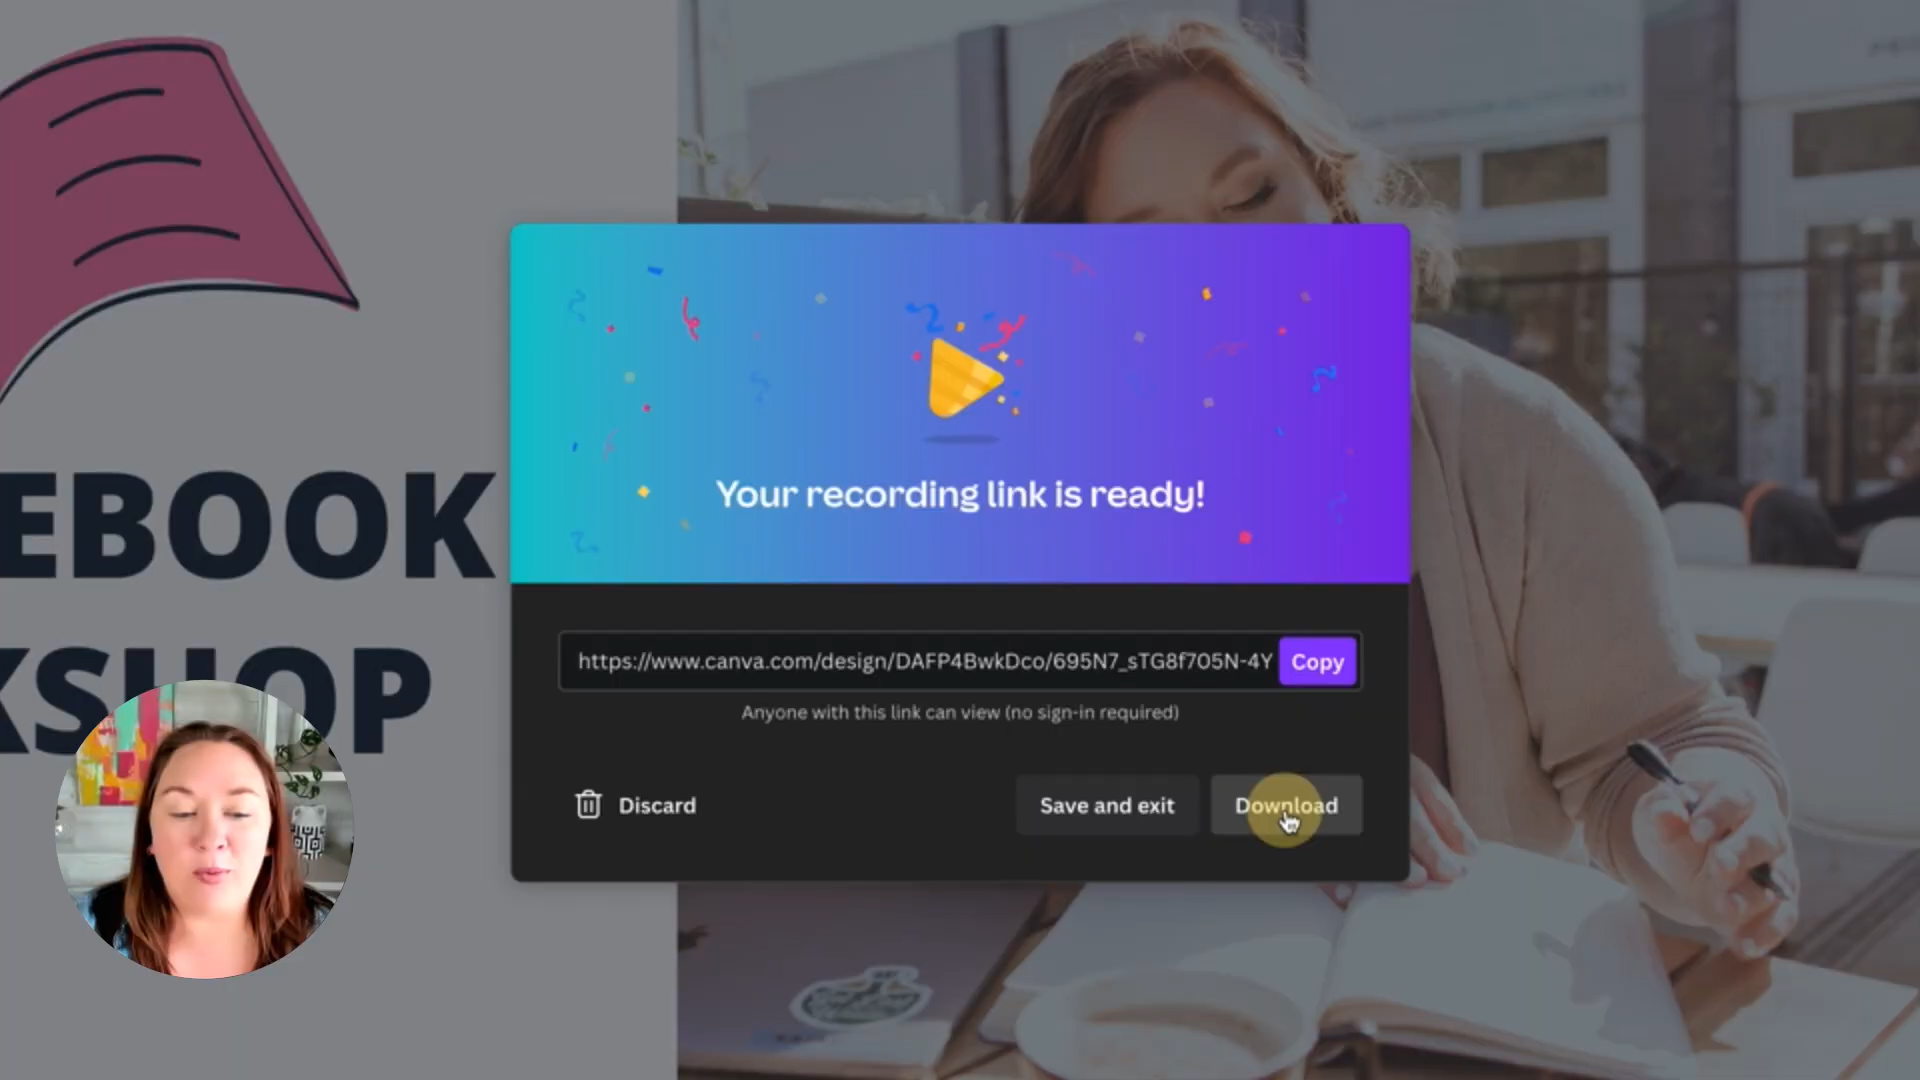 EBOOK
KSHOP
Your recording link is ready!
https://www.canva.com/design/DAFP4BwkDco/695N7_sTG8f7O5N-4Y
Copy
Anyone with this link can view (no sign-in required)
Discard
Save and exit
Download